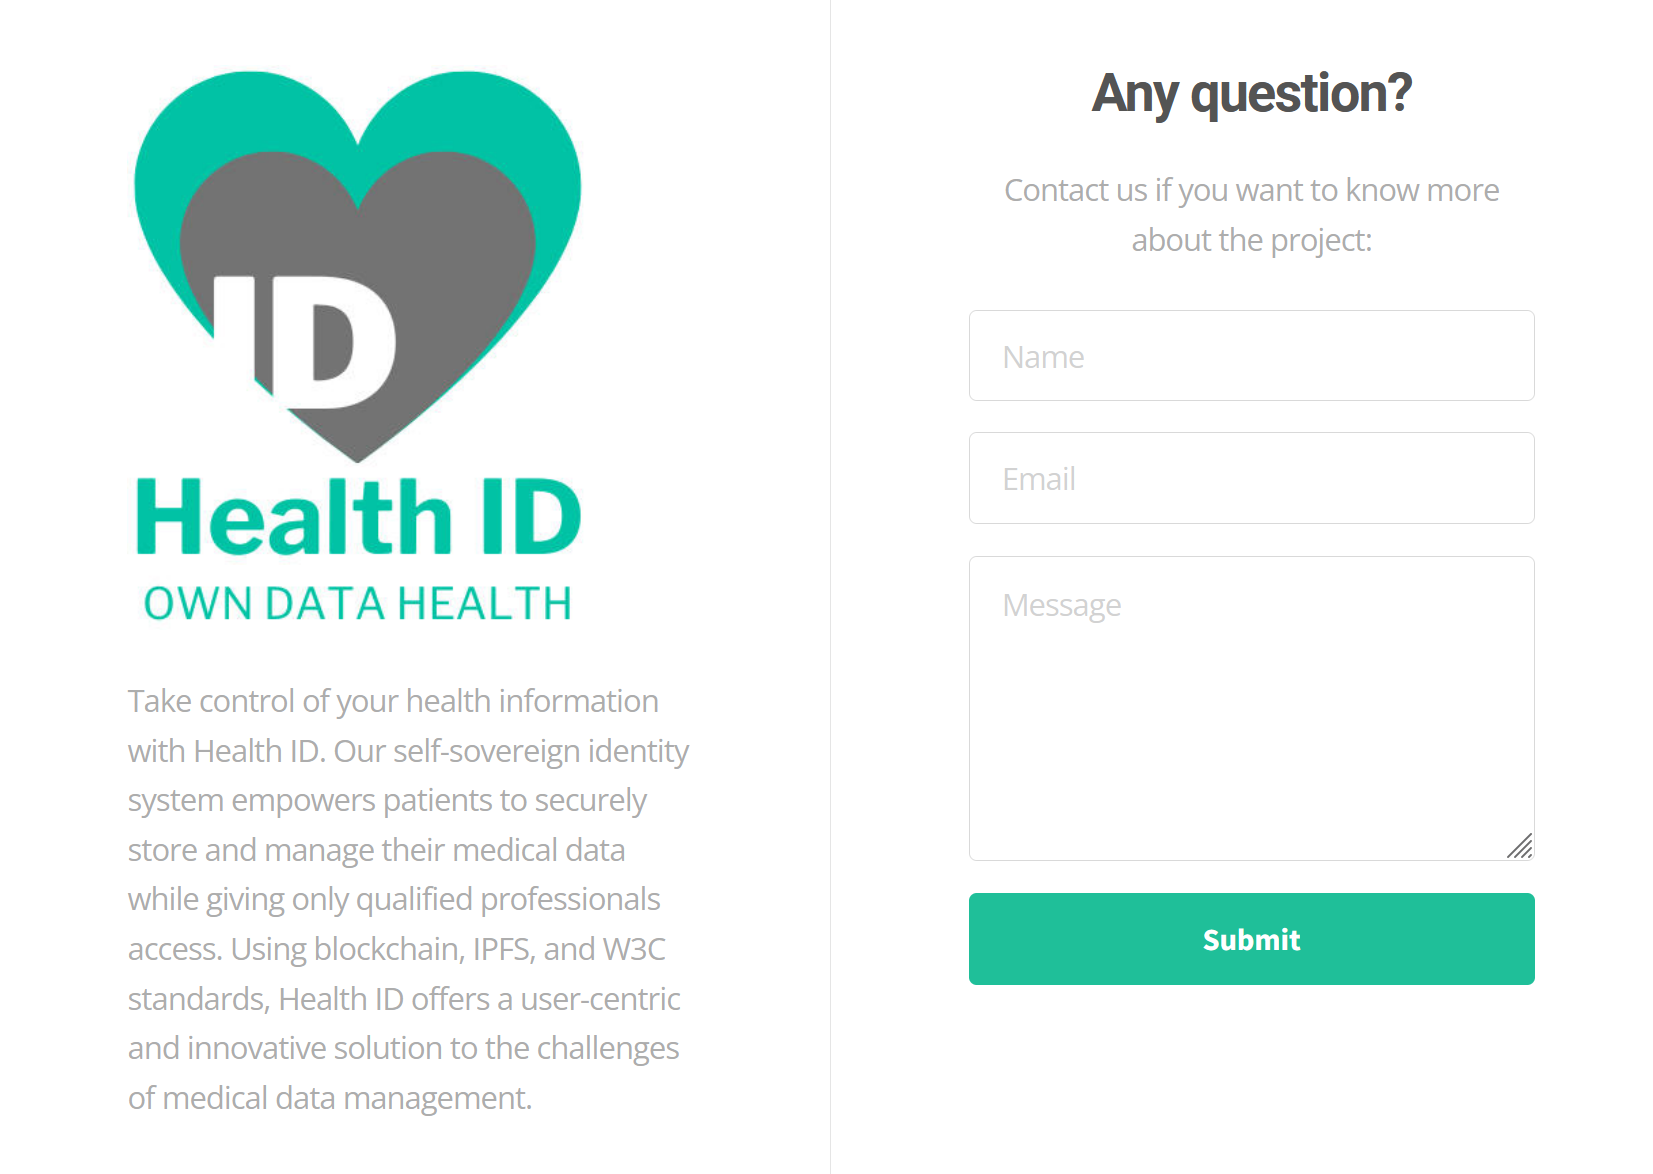 ID
Health ID
OWN DATA HEALTH
Take control of your health information
with Health ID. Our self-sovereign identity
system empowers patients to securely
store and manage their medical data
while giving only qualified professionals
access. Using blockchain, IPFS, and W3C
standards, Health ID offers a user-centric
and innovative solution to the challenges
of medical data management.
Any question?
Contact us if you want to know more
about the project:
Name
Email
Message
Submit